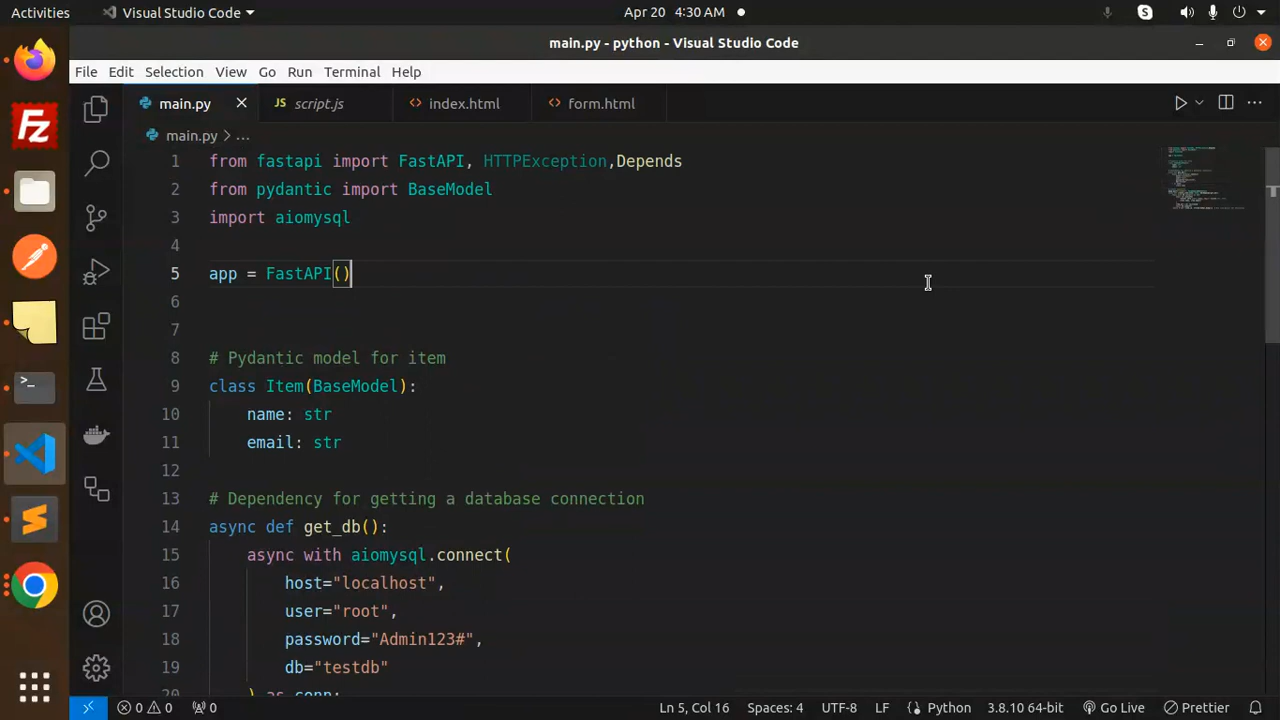 Activities
Visual Studio Code
Apr 20 4:30 AM
S
main.py - python - Visual Studio Code
File Edit Selection View Go Run Terminal Help
main.py
JS script.js
<> index.html
<> form.html
main.py > ...
1 from fastapi import FastAPI, HTTPException,Depends
2 from pydantic import BaseModel
3 import aiomysql
4
5 app = FastAPI()
6
7
8 # Pydantic model for item
9 class Item(BaseModel):
10 name: str
11 email: str
12
13 # Dependency for getting a database connection
14 async def get_db():
15 async with aiomysql.connect(
16 host="localhost",
17 user="root",
18 password="Admin123#",
19 db="testdb"
20 ) as conn:
Fz
>_
0 0 0 Ln 5, Col 16 Spaces: 4 UTF-8 LF Python 3.8.10 64-bit Go Live Prettier